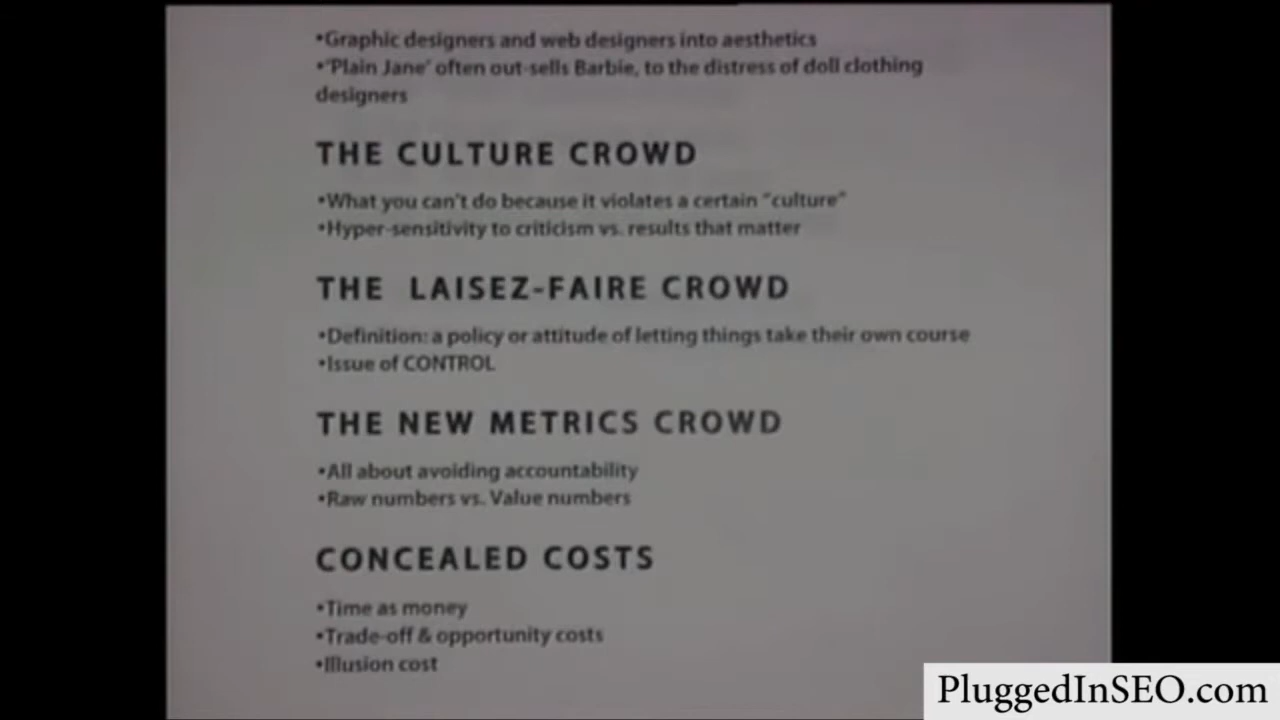 •Graphic designers and web designers into aesthetics
•'Plain Jane' often out-sells Barbie, to the distress of doll clothing
designers
THE CULTURE CROWD
•What you can't do because it violates a certain "culture"
•Hyper-sensitivity to criticism vs. results that matter
THE LAISEZ-FAIRE CROWD
•Definition: a policy or attitude of letting things take their own course
•Issue of CONTROL
THE NEW METRICS CROWD
•All about avoiding accountability
•Raw numbers vs. Value numbers
CONCEALED COSTS
•Time as money
•Trade-off & opportunity costs
•Illusion cost
PluggedInSEO.com